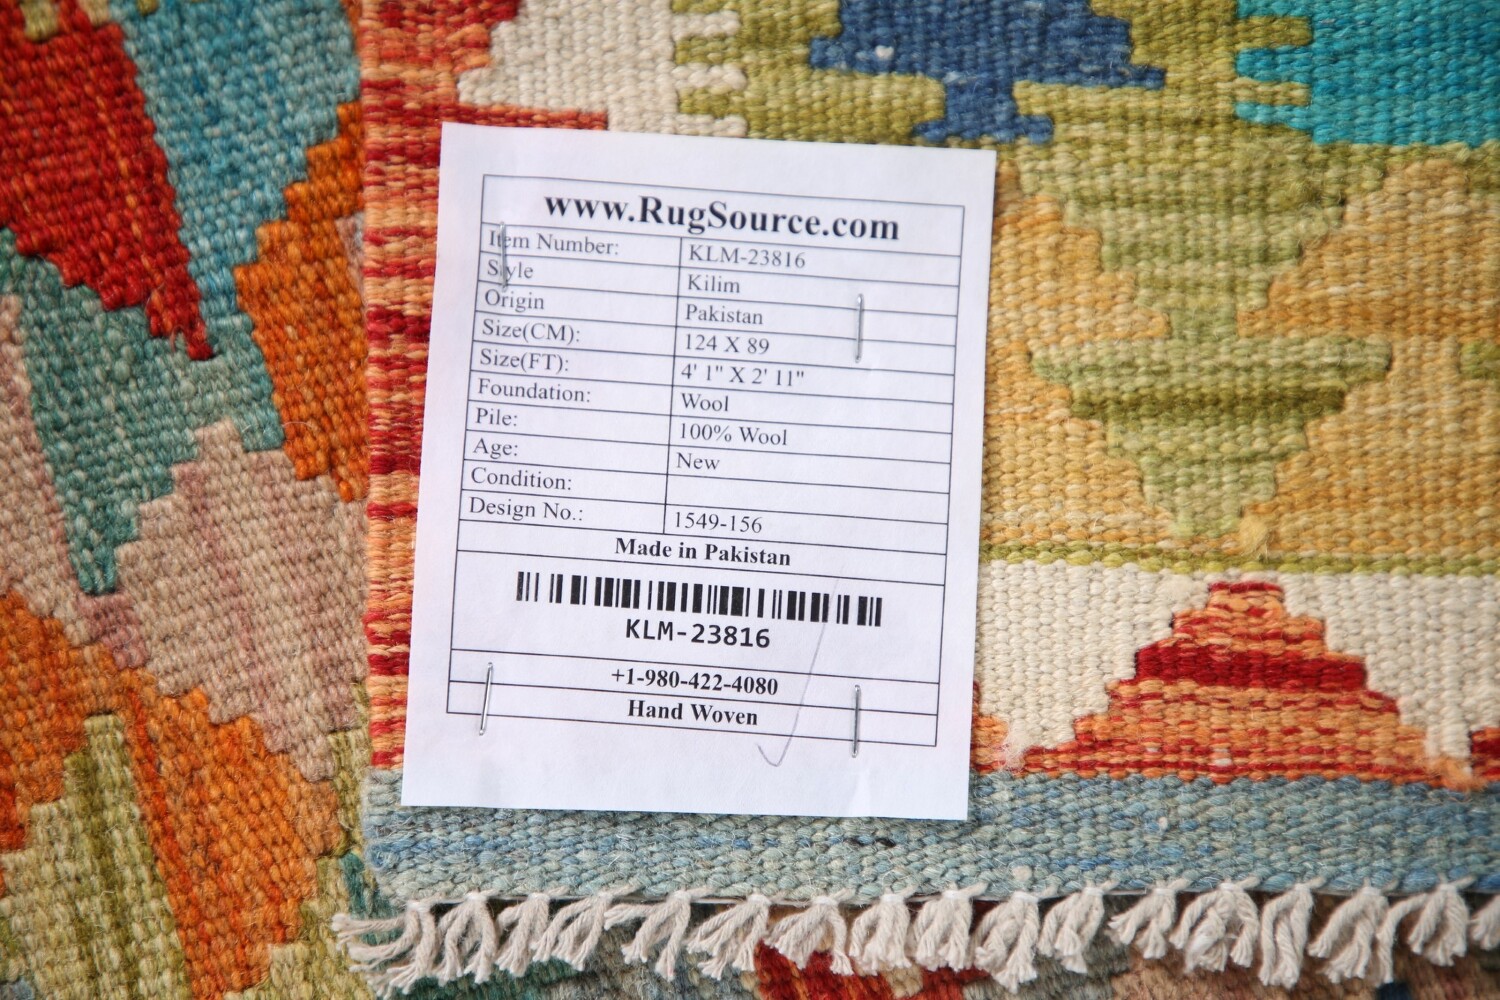 www.RugSource.com
Item Number: KLM-23816
Style Kilim
Origin Pakistan
Size(CM): 124 X 89
Size(FT): 4' 1" X 2' 11"
Foundation: Wool
Pile: 100% Wool
Age: New
Condition:
Design No.: 1549-156
Made in Pakistan
KLM-23816
+1-980-422-4080
Hand Woven